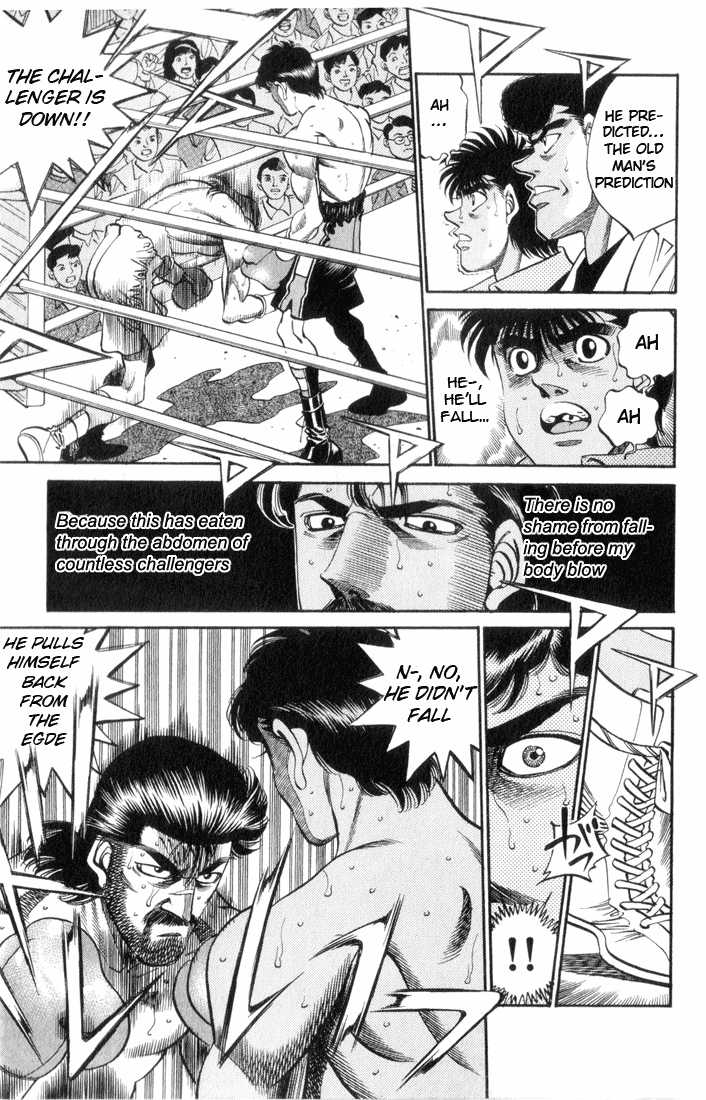 HE PRE-
DICTED...
THE OLD
MAN'S
PREDICTION
AH
...
AH
AH
HE-,
HE'LL
FALL...
THE CHAL-
LENGER IS
DOWN!!
There is no
shame from fall-
ing before my
body blow
Because this has eaten
through the abdomen of
countless challengers
ガッ
!!
N-, NO,
HE DIDN'T
FALL
HE PULLS
HIMSELF
BACK
FROM
THE
EGDE